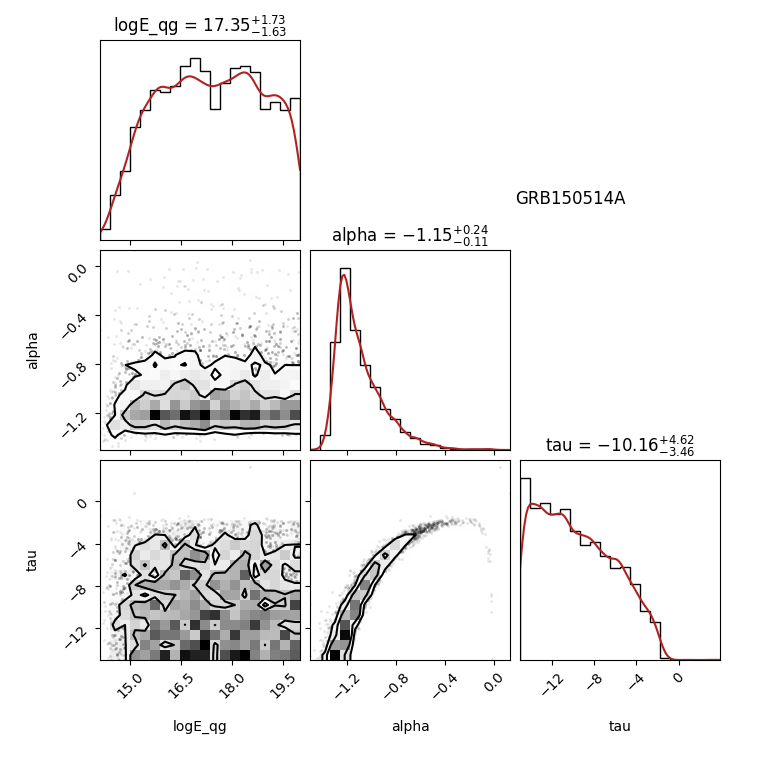 logE_qg = 17.35+1.73 −1.63
GRB150514A
alpha = −1.15+0.24 −0.11
0.0
−0.4
−0.8
−1.2
alpha
tau = −10.16+4.62 −3.46
0
−4
−8
−12
tau
15.0 16.5 18.0 19.5
−1.2 −0.8 −0.4 0.0
−12 −8 −4 0
logE_qg alpha tau